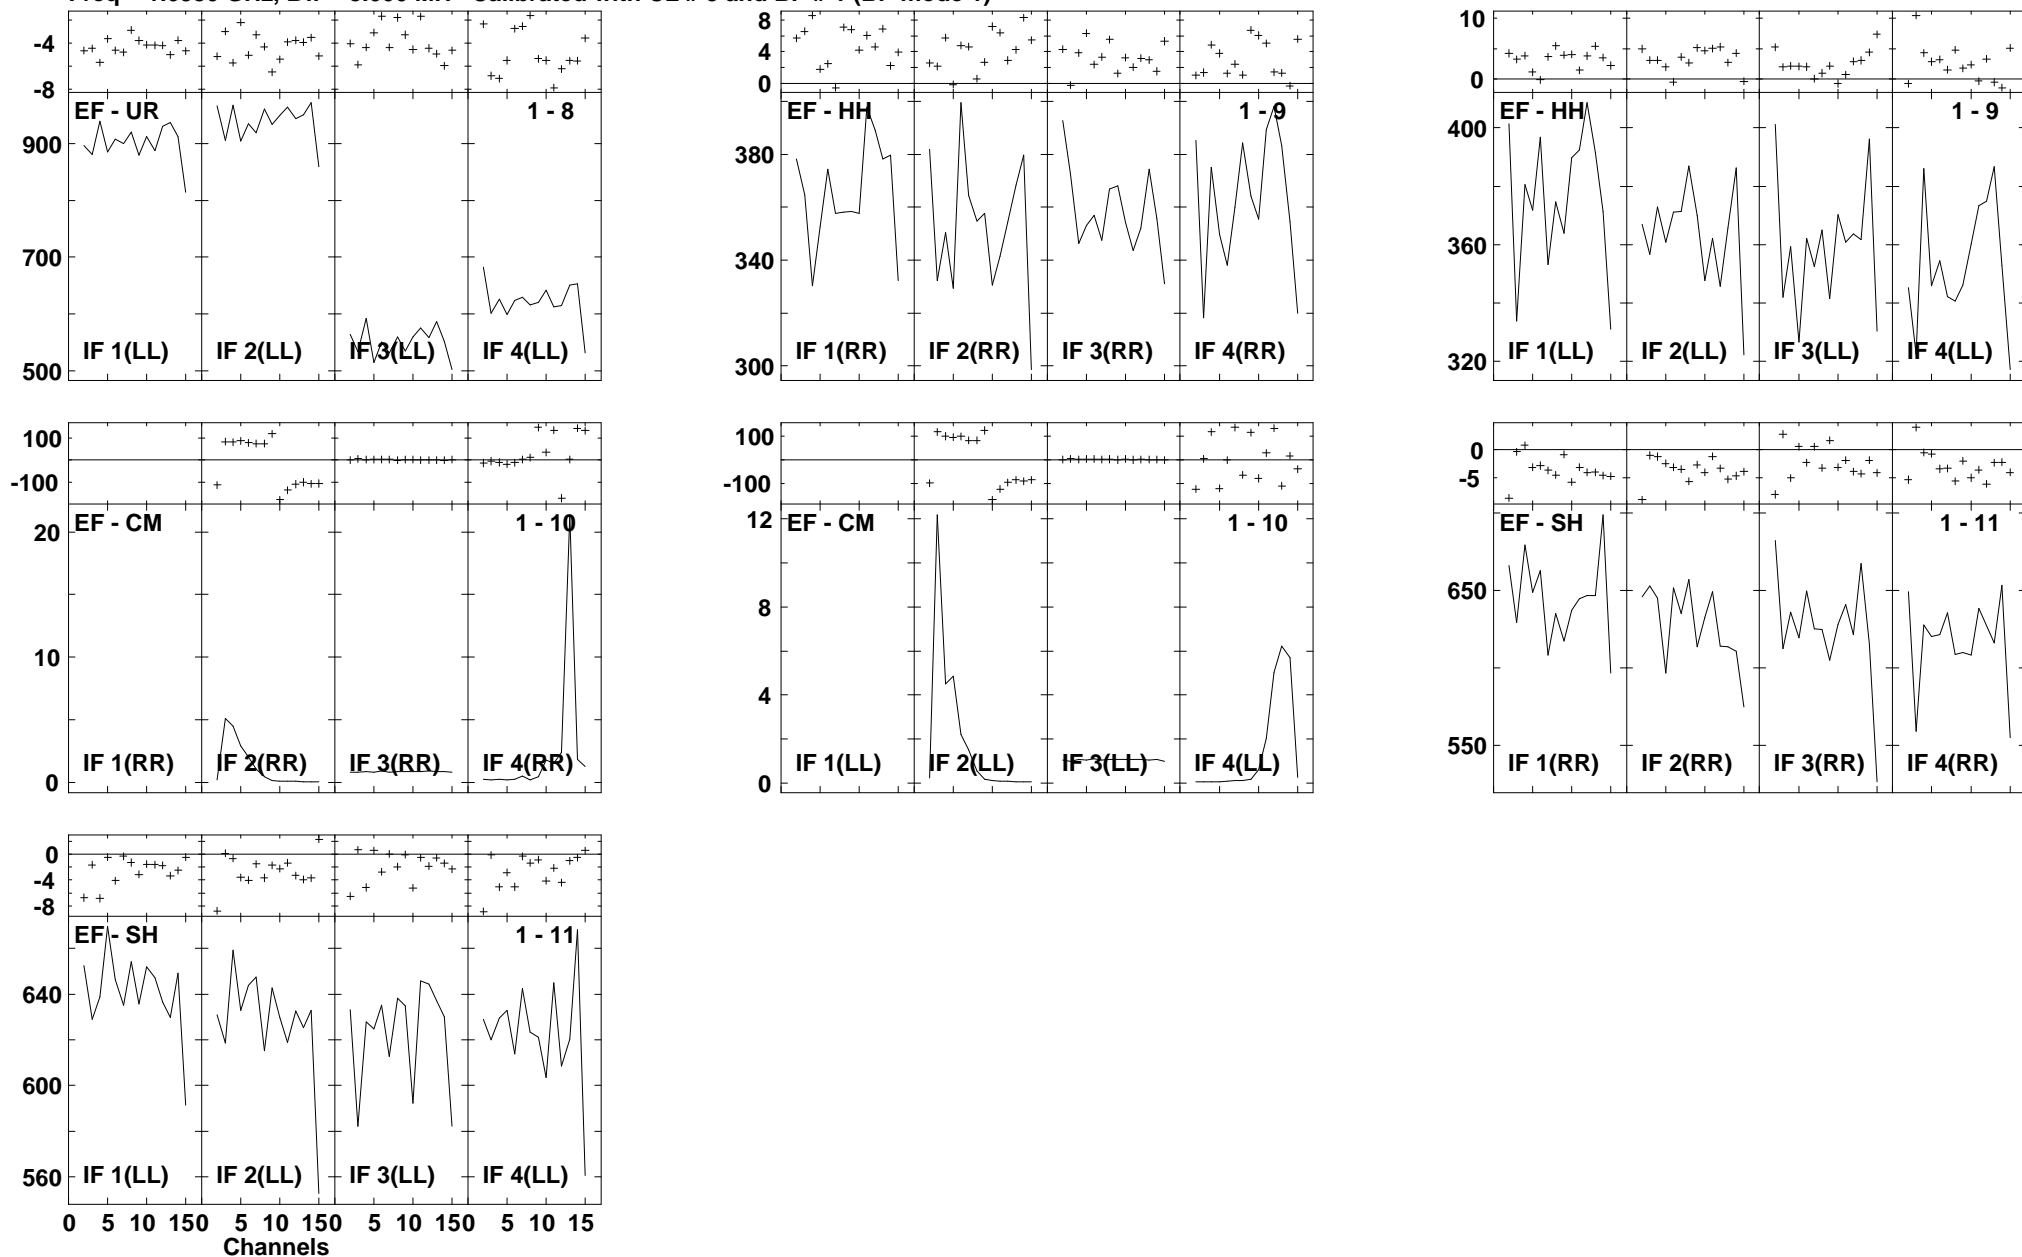 -4
-8
EF - UR 1 - 8
900
700
500
IF 1(LL) IF 2(LL) IF 3(LL) IF 4(LL)
8
4
0
EF - HH 1 - 9
380
340
300
IF 1(RR) IF 2(RR) IF 3(RR) IF 4(RR)
10
0
EF - HH 1 - 9
400
360
320
IF 1(LL) IF 2(LL) IF 3(LL) IF 4(LL)
100
-100
EF - CM 1 - 10
20
10
0
IF 1(RR) IF 2(RR) IF 3(RR) IF 4(RR)
100
-100
EF - CM 1 - 10
12
8
4
0
IF 1(LL) IF 2(LL) IF 3(LL) IF 4(LL)
0
-5
EF - SH 1 - 11
650
550
IF 1(RR) IF 2(RR) IF 3(RR) IF 4(RR)
0
-4
-8
EF - SH 1 - 11
640
600
560
IF 1(LL) IF 2(LL) IF 3(LL) IF 4(LL)
0 5 10 150 5 10 150 5 10 150 5 10 15
Channels